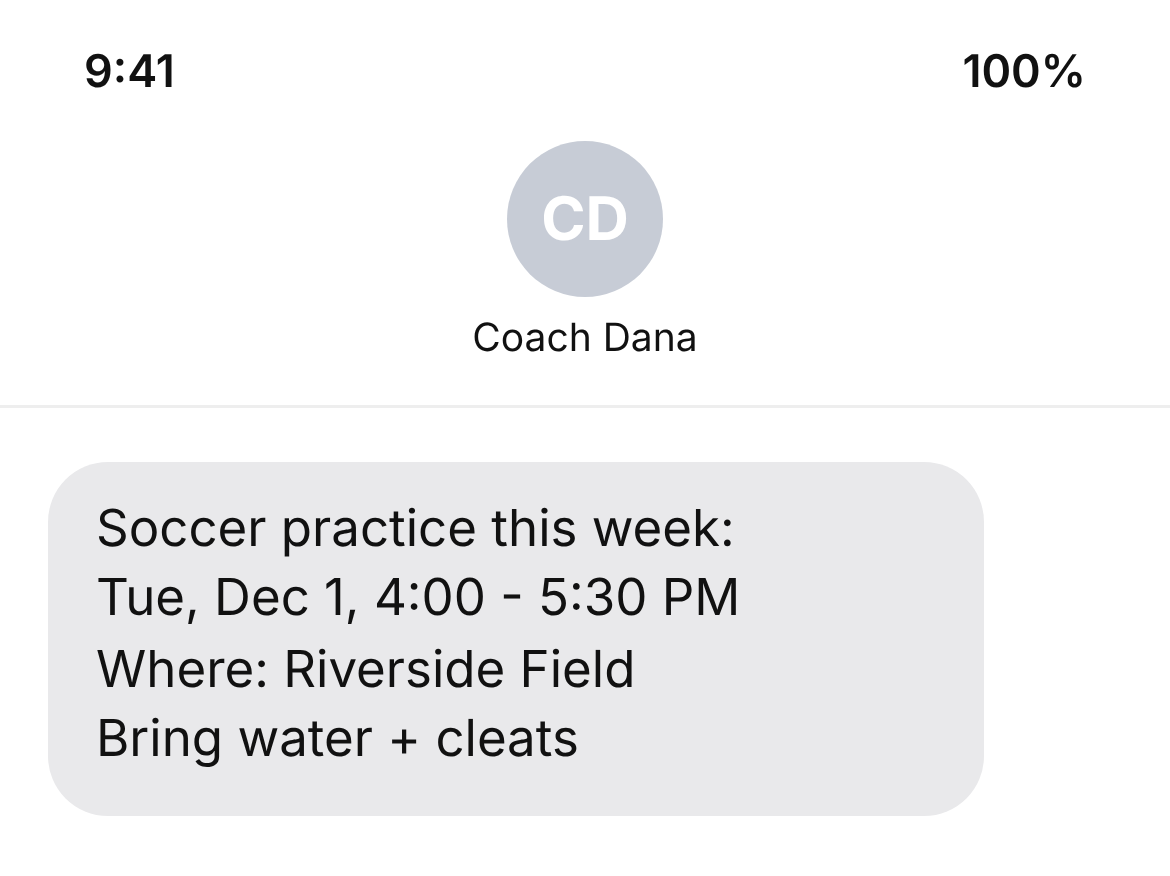 9:41
100%
CD
Coach Dana
Soccer practice this week:
Tue, Dec 1, 4:00 - 5:30 PM
Where: Riverside Field
Bring water + cleats